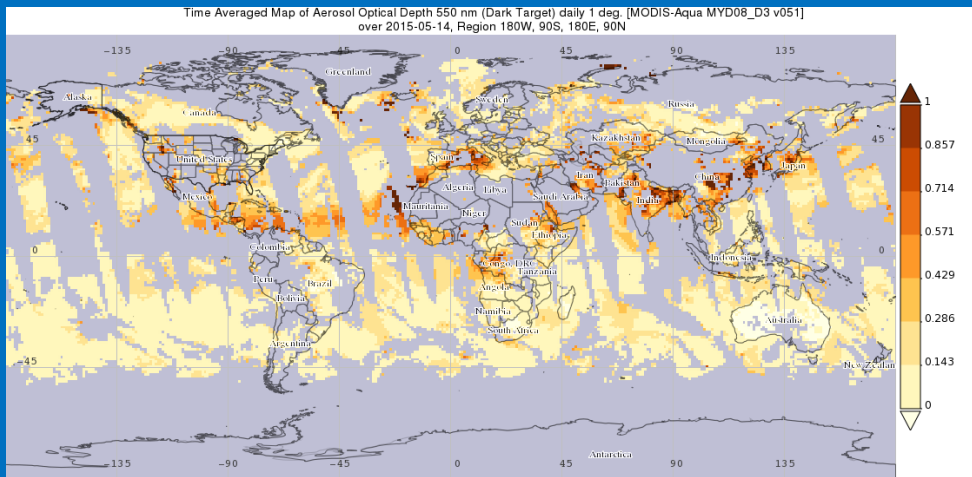 Time Averaged Map of Aerosol Optical Depth 550 nm (Dark Target) daily 1 deg. [MODIS-Aqua MYD08_D3 v051]
over 2015-05-14, Region 180W, 90S, 180E, 90N
-135 -90 -45 0 45 90 135
Greenland
Alaska
Sweden
Russia
Canada
45 45
Kazakhstan
Mongolia
United States
Spain
Japan
Iran
China
Algeria
Libya
Pakistan
Mexico
Mauritania
Saudi Arabia
India
Niger
Sudan
Ethiopia
Colombia
0 0
Congo, DRC
Indonesia
Tanzania
Peru
Brazil
Angola
Bolivia
Namibia
Australia
South Africa
Argentina
-45 -45
New Zealan
Antarctica
-135 -90 -45 0 45 90 135
1
0.857
0.714
0.571
0.429
0.286
0.143
0